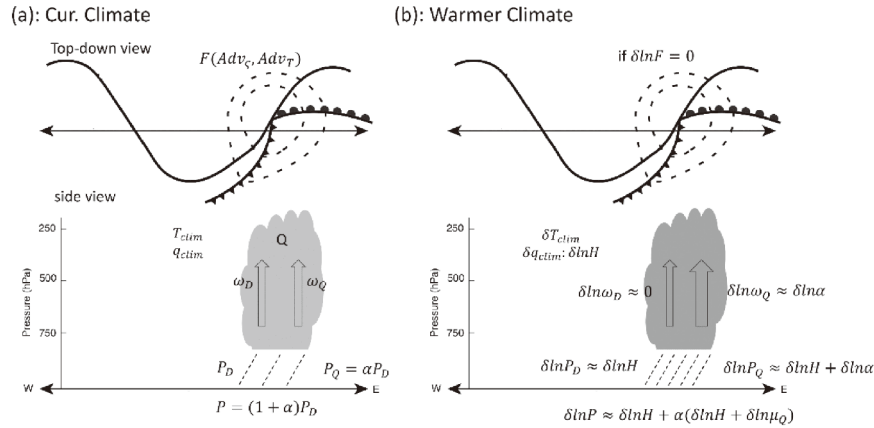 (a): Cur. Climate
Top-down view
F(Adv_ς, Adv_T)
side view
250
500
750
Pressure (hPa)
T_clim
q_clim
Q
ω_D
ω_Q
P_D
P_Q = αP_D
W
E
P = (1 + α)P_D
(b): Warmer Climate
if δlnF = 0
250
500
750
Pressure (hPa)
δT_clim
δq_clim: δlnH
δlnω_D ≈ 0
δlnω_Q ≈ δlnα
δlnP_D ≈ δlnH
δlnP_Q ≈ δlnH + δlnα
W
E
δlnP ≈ δlnH + α(δlnH + δlnμ_Q)